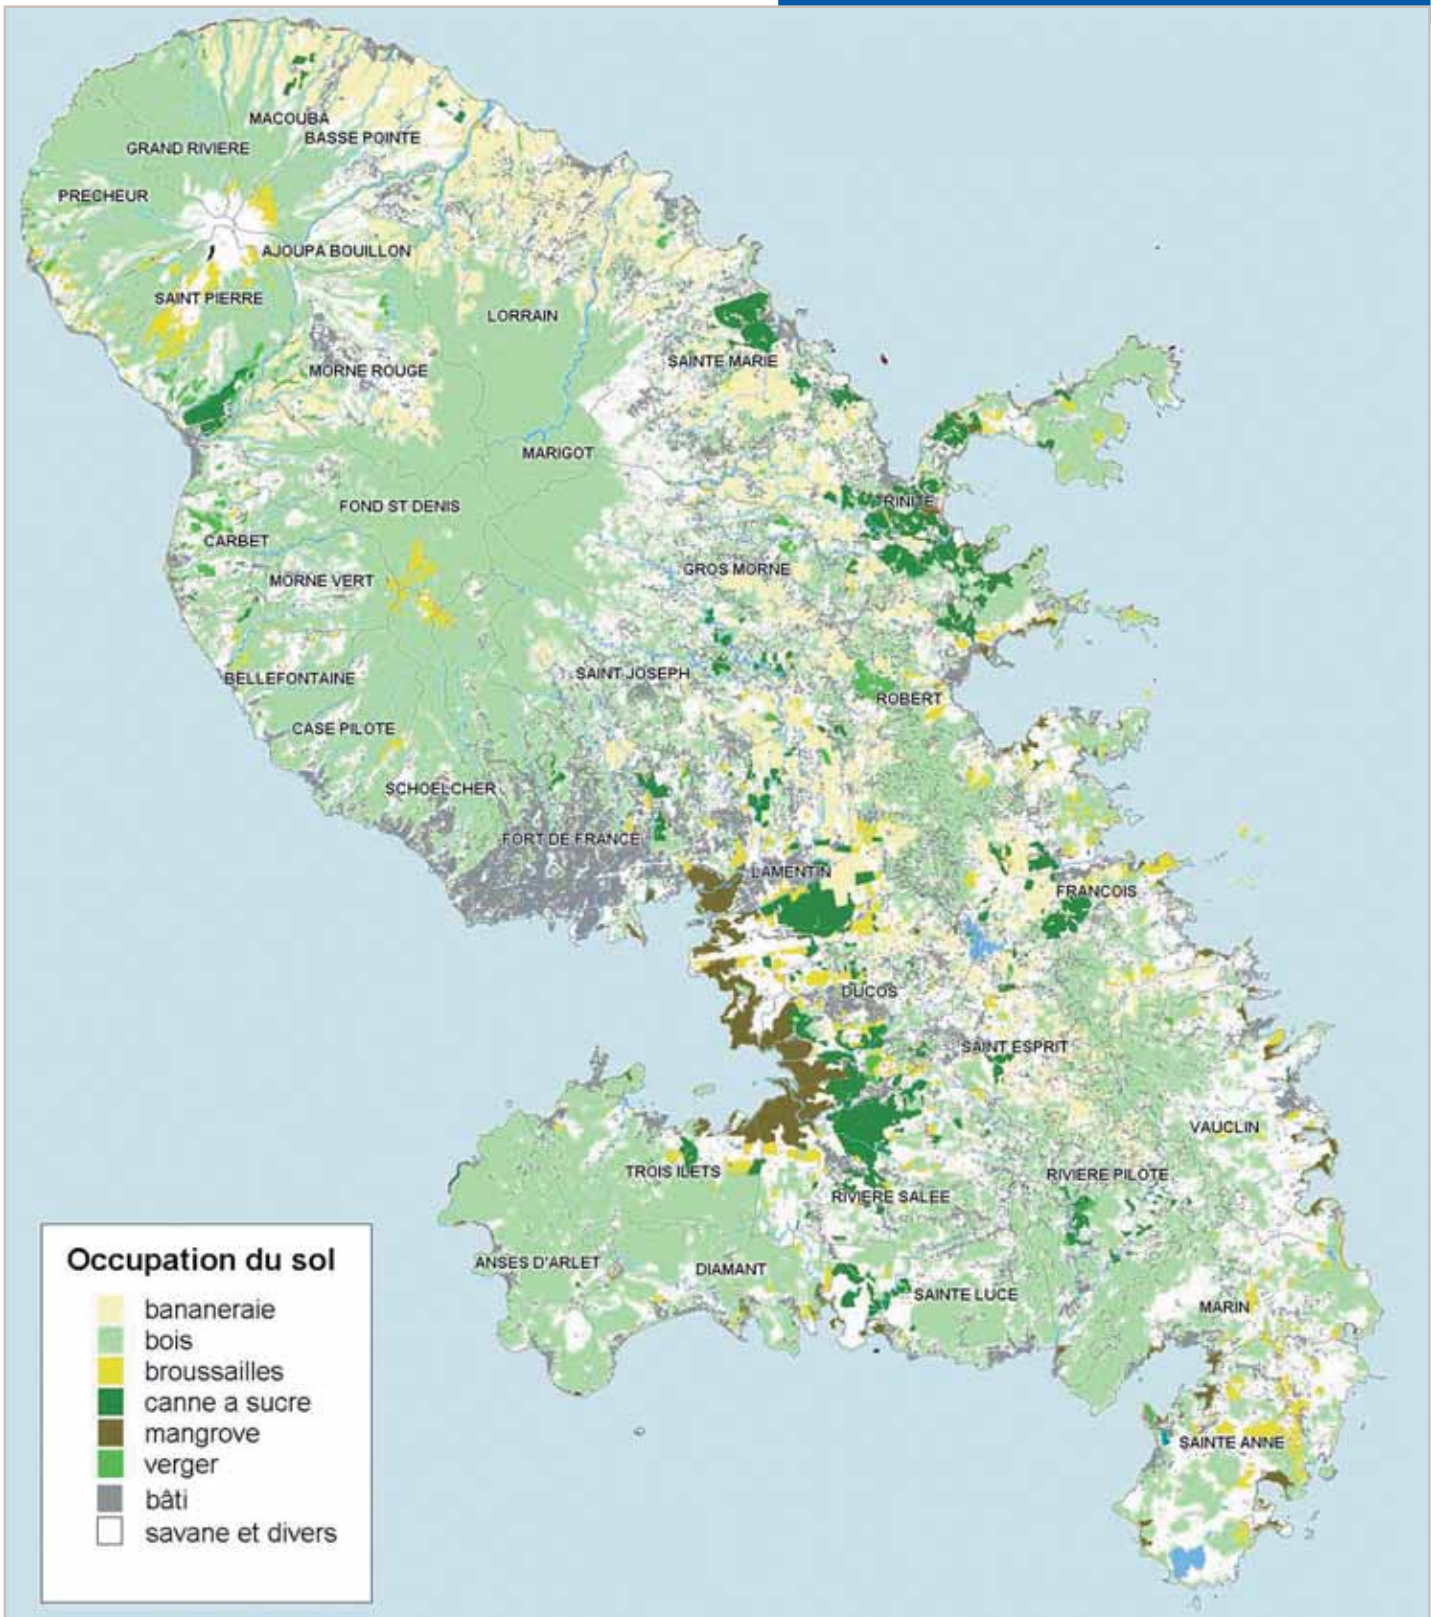 MACOUBA
BASSE POINTE
GRAND RIVIERE
PRECHEUR
AJOUPA BOUILLON
SAINT PIERRE
LORRAIN
SAINTE MARIE
MORNE ROUGE
MARIGOT
TRINITE
FOND ST DENIS
CARBET
GROS MORNE
MORNE VERT
SAINT JOSEPH
BELLEFONTAINE
ROBERT
CASE PILOTE
SCHOELCHER
FORT DE FRANCE
LAMENTIN
FRANCOIS
DUCOS
SAINT ESPRIT
VAUCLIN
TROIS ILETS
RIVIERE PILOTE
RIVIERE SALEE
ANSES D'ARLET
DIAMANT
SAINTE LUCE
MARIN
SAINTE ANNE
Occupation du sol
bananeraie
bois
broussailles
canne a sucre
mangrove
verger
bâti
savane et divers